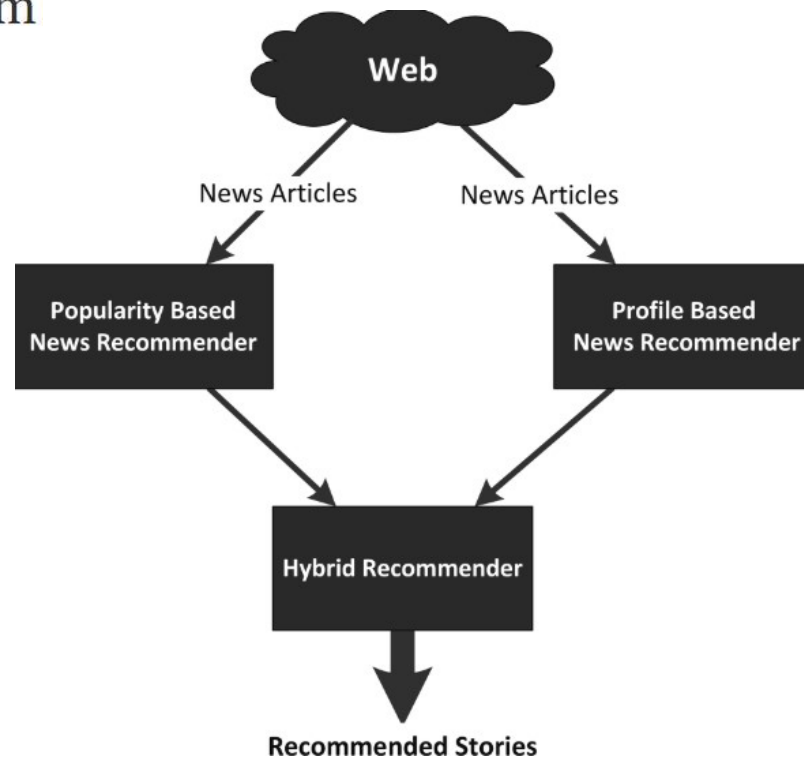 Web
News Articles
News Articles
Popularity Based
News Recommender
Profile Based
News Recommender
Hybrid Recommender
Recommended Stories